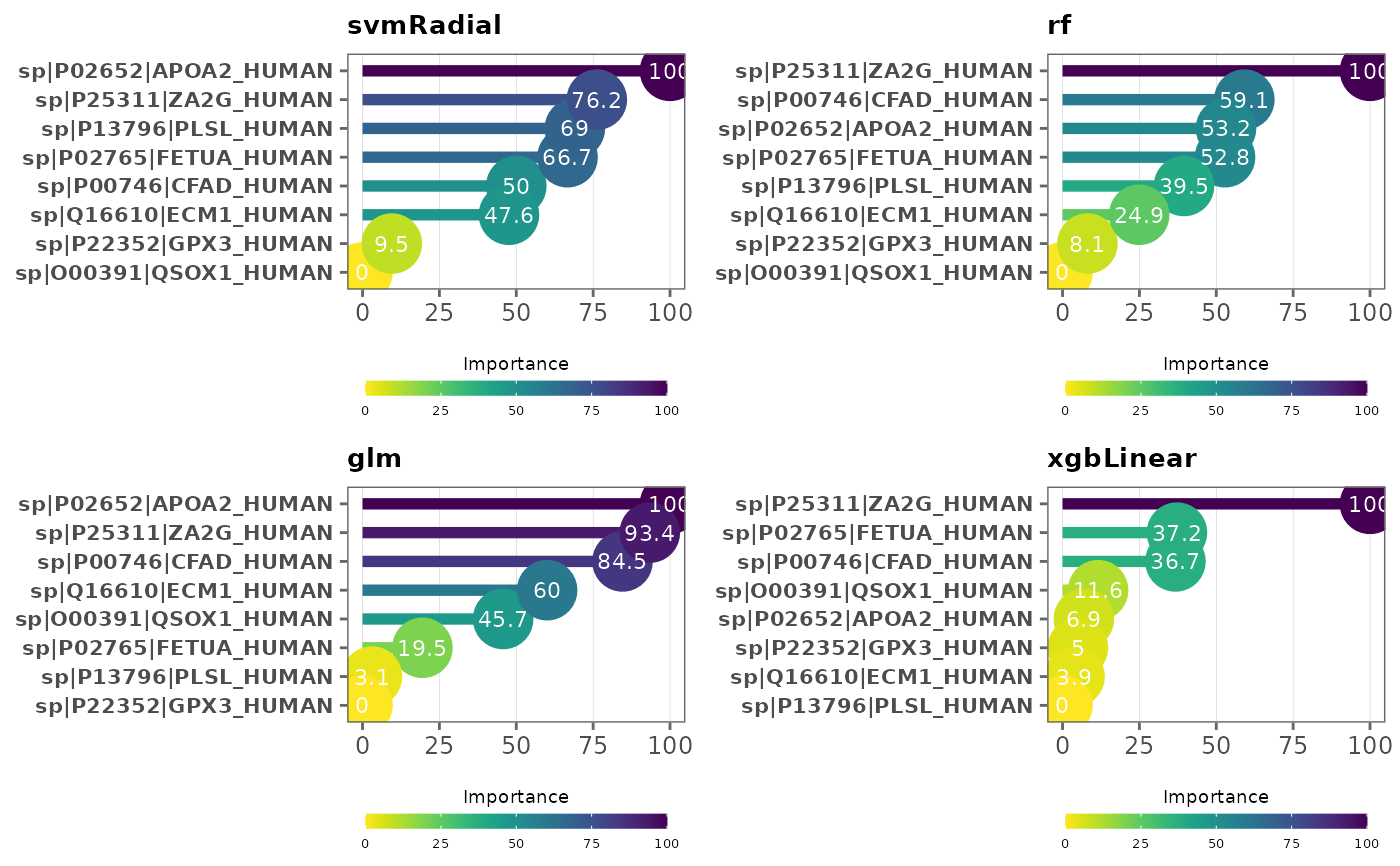 svmRadial
sp|P02652|APOA2_HUMAN 100
sp|P25311|ZA2G_HUMAN 76.2
sp|P13796|PLSL_HUMAN 69
sp|P02765|FETUA_HUMAN 66.7
sp|P00746|CFAD_HUMAN 50
sp|Q16610|ECM1_HUMAN 47.6
sp|P22352|GPX3_HUMAN 9.5
sp|O00391|QSOX1_HUMAN 0
0 25 50 75 100
Importance
0 25 50 75 100
rf
sp|P25311|ZA2G_HUMAN 100
sp|P00746|CFAD_HUMAN 59.1
sp|P02652|APOA2_HUMAN 53.2
sp|P02765|FETUA_HUMAN 52.8
sp|P13796|PLSL_HUMAN 39.5
sp|Q16610|ECM1_HUMAN 24.9
sp|P22352|GPX3_HUMAN 8.1
sp|O00391|QSOX1_HUMAN 0
0 25 50 75 100
Importance
0 25 50 75 100
glm
sp|P02652|APOA2_HUMAN 100
sp|P25311|ZA2G_HUMAN 93.4
sp|P00746|CFAD_HUMAN 84.5
sp|Q16610|ECM1_HUMAN 60
sp|O00391|QSOX1_HUMAN 45.7
sp|P02765|FETUA_HUMAN 19.5
sp|P13796|PLSL_HUMAN 3.1
sp|P22352|GPX3_HUMAN 0
0 25 50 75 100
Importance
0 25 50 75 100
xgbLinear
sp|P25311|ZA2G_HUMAN 100
sp|P02765|FETUA_HUMAN 37.2
sp|P00746|CFAD_HUMAN 36.7
sp|O00391|QSOX1_HUMAN 11.6
sp|P02652|APOA2_HUMAN 6.9
sp|P22352|GPX3_HUMAN 5
sp|Q16610|ECM1_HUMAN 3.9
sp|P13796|PLSL_HUMAN 0
0 25 50 75 100
Importance
0 25 50 75 100